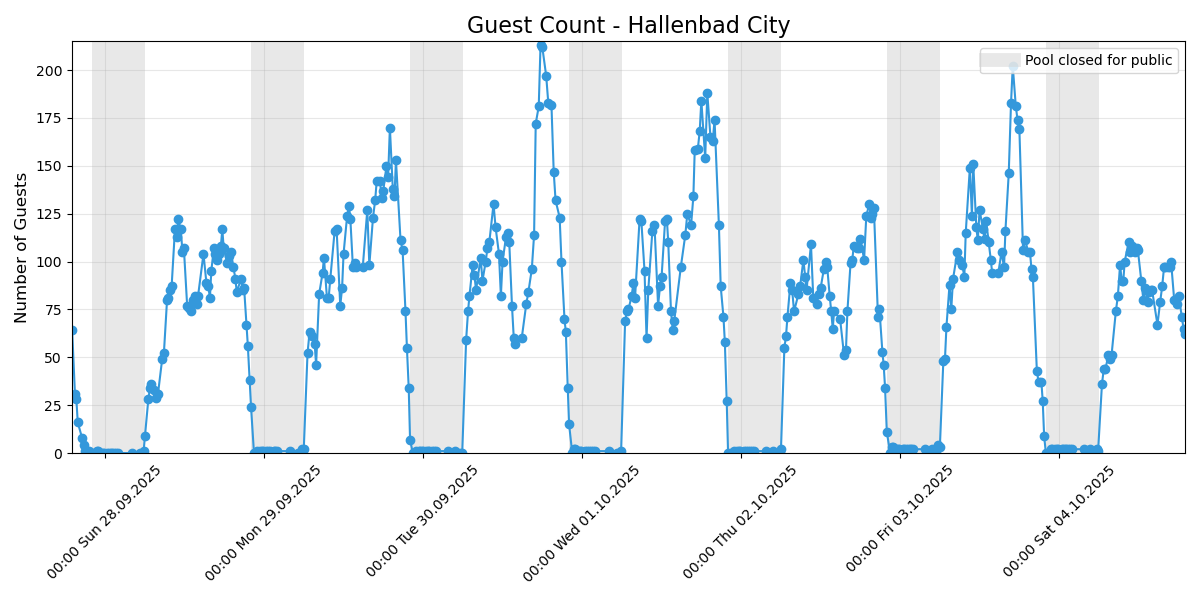 Guest Count - Hallenbad City
Pool closed for public
Number of Guests
200
175
150
125
100
75
50
25
0
00:00 Sun 28.09.2025
00:00 Mon 29.09.2025
00:00 Tue 30.09.2025
00:00 Wed 01.10.2025
00:00 Thu 02.10.2025
00:00 Fri 03.10.2025
00:00 Sat 04.10.2025